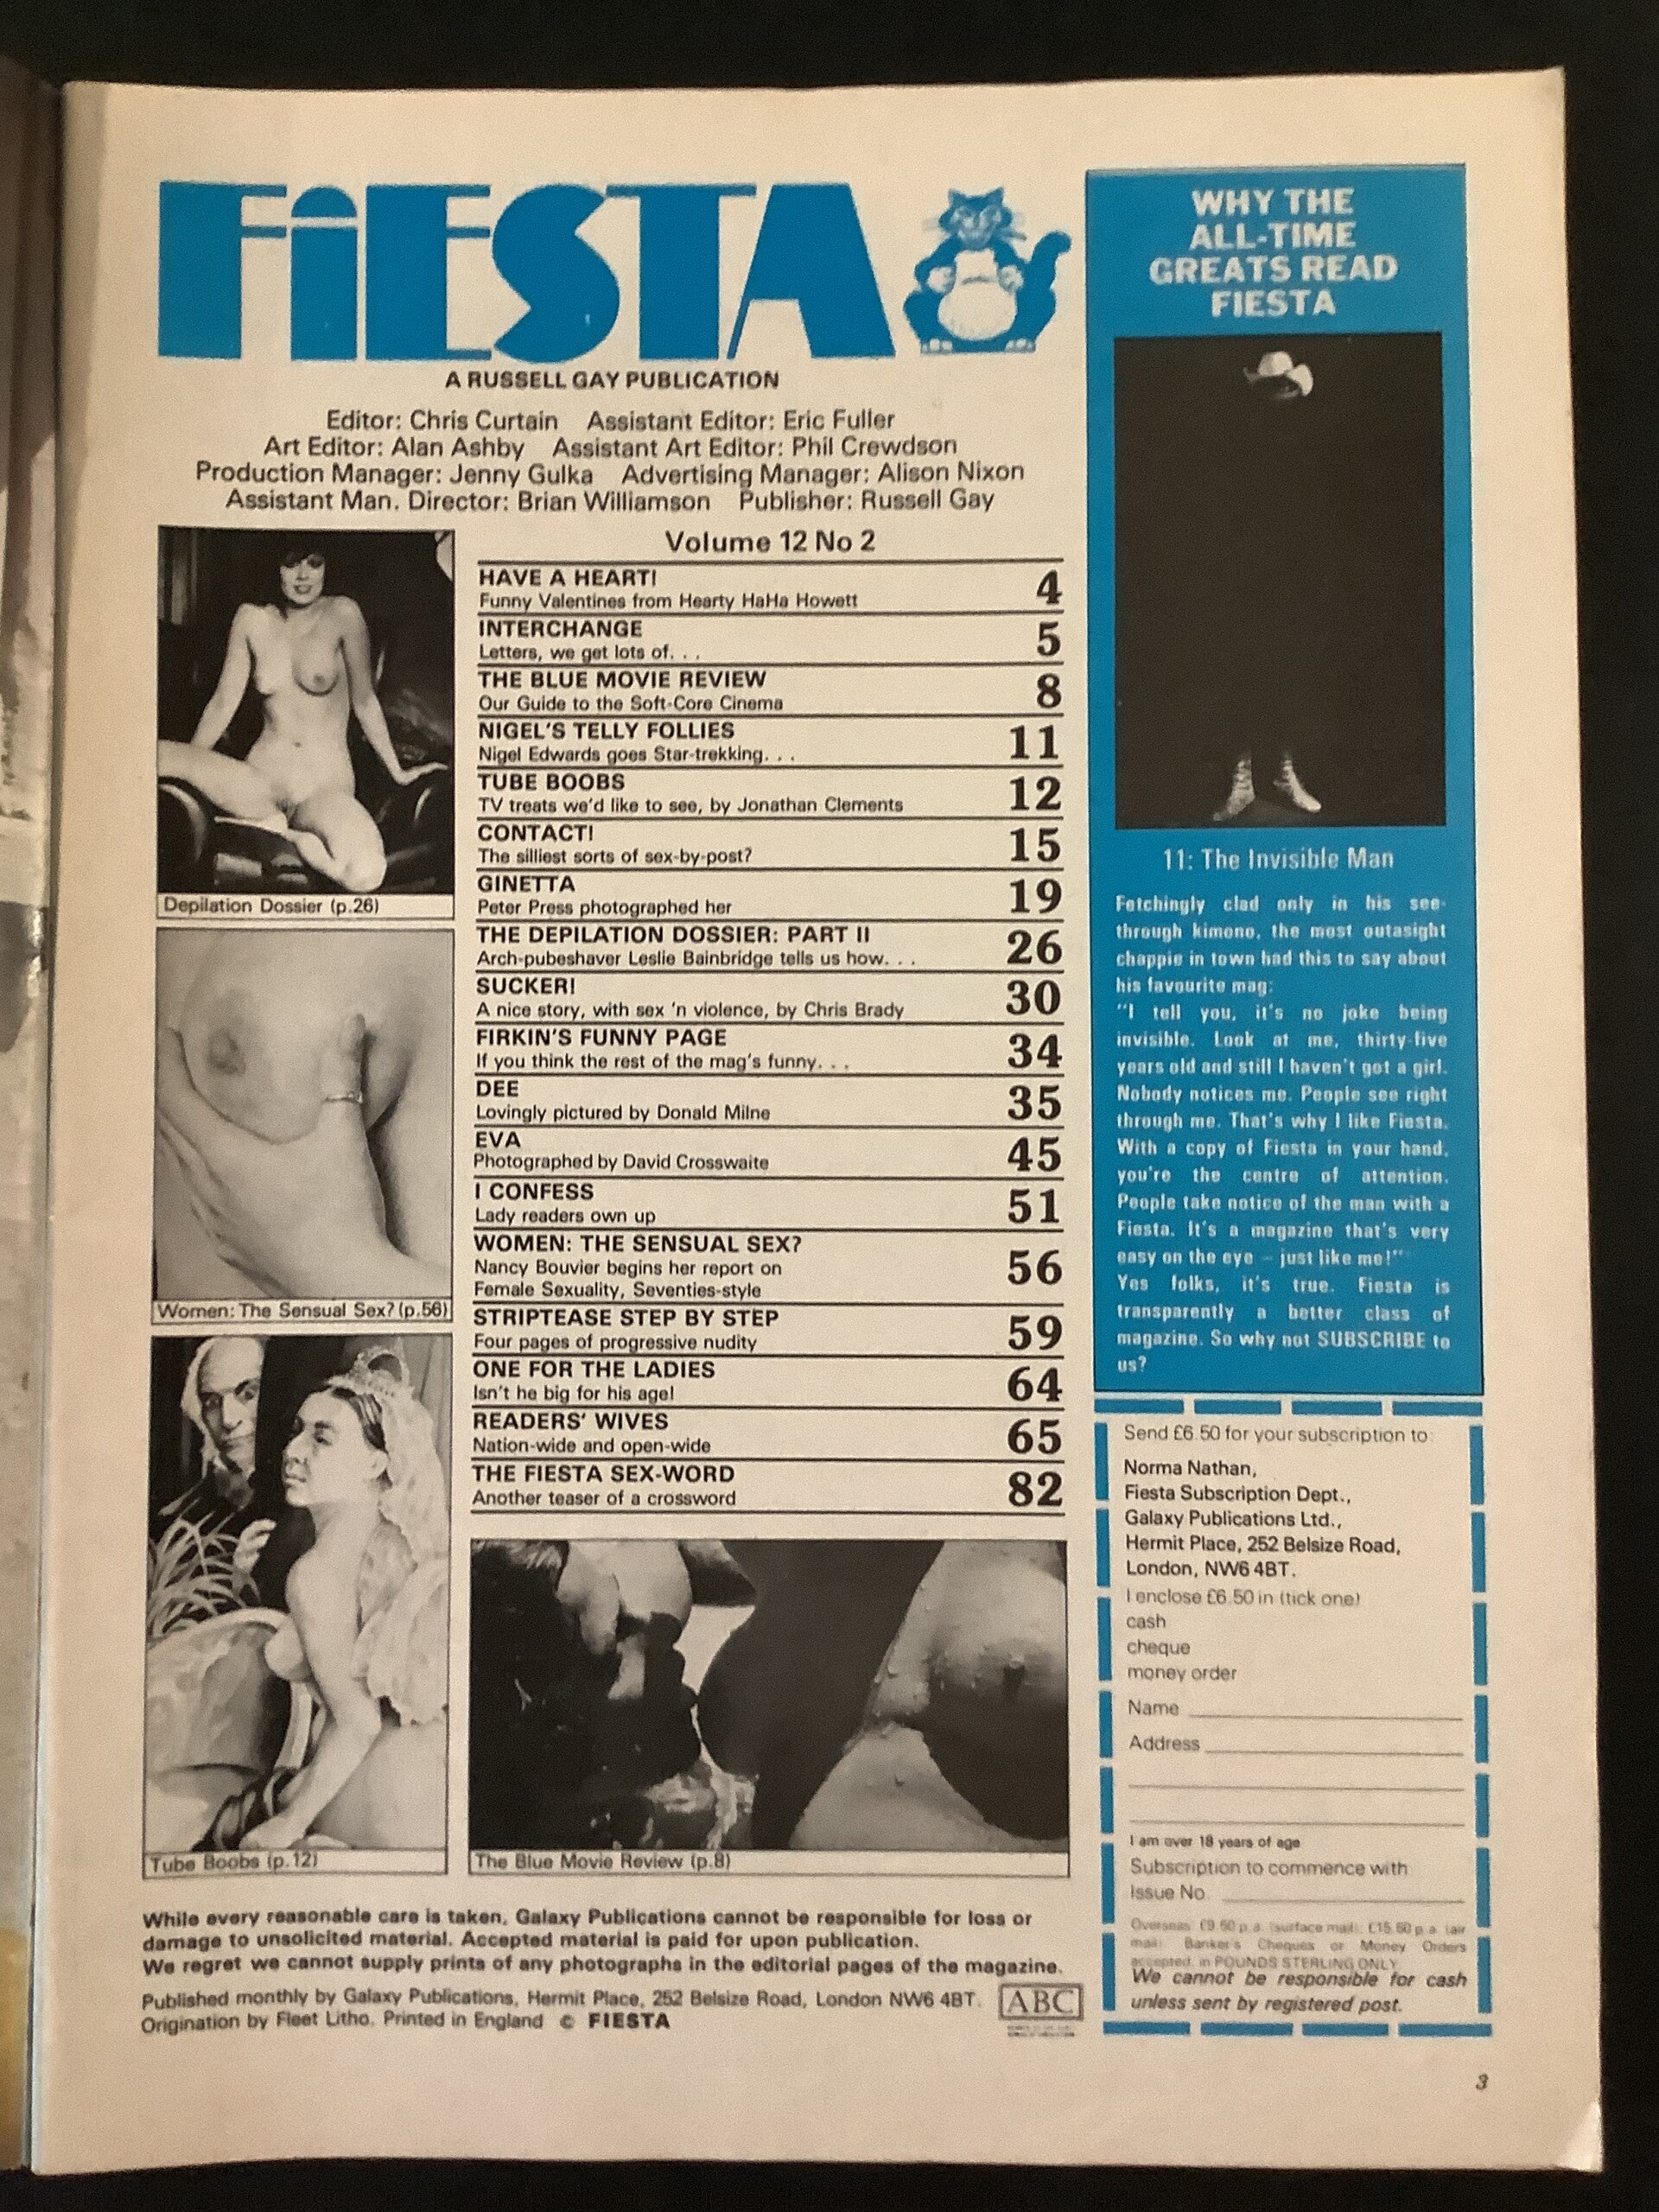 FiESTA
A RUSSELL GAY PUBLICATION
Editor: Chris Curtain Assistant Editor: Eric Fuller
Art Editor: Alan Ashby Assistant Art Editor: Phil Crewdson
Production Manager: Jenny Gulka Advertising Manager: Alison Nixon
Assistant Man. Director: Brian Williamson Publisher: Russell Gay
Volume 12 No 2
HAVE A HEART!
Funny Valentines from Hearty HaHa Howett 4
INTERCHANGE
Letters, we get lots of. . . 5
THE BLUE MOVIE REVIEW
Our Guide to the Soft-Core Cinema 8
NIGEL'S TELLY FOLLIES
Nigel Edwards goes Star-trekking. . . 11
TUBE BOOBS
TV treats we'd like to see, by Jonathan Clements 12
CONTACT!
The silliest sorts of sex-by-post? 15
GINETTA
Peter Press photographed her 19
THE DEPILATION DOSSIER: PART II
Arch-pubeshaver Leslie Bainbridge tells us how. . . 26
SUCKER!
A nice story, with sex 'n violence, by Chris Brady 30
FIRKIN'S FUNNY PAGE
If you think the rest of the mag's funny. . . 34
DEE
Lovingly pictured by Donald Milne 35
EVA
Photographed by David Crosswaite 45
I CONFESS
Lady readers own up 51
WOMEN: THE SENSUAL SEX?
Nancy Bouvier begins her report on
Female Sexuality, Seventies-style 56
STRIPTEASE STEP BY STEP
Four pages of progressive nudity 59
ONE FOR THE LADIES
Isn't he big for his age! 64
READERS' WIVES
Nation-wide and open-wide 65
THE FIESTA SEX-WORD
Another teaser of a crossword 82
Depilation Dossier (p.26)
Women: The Sensual Sex? (p.56)
Tube Boobs (p.12)
The Blue Movie Review (p.8)
While every reasonable care is taken, Galaxy Publications cannot be responsible for loss or
damage to unsolicited material. Accepted material is paid for upon publication.
We regret we cannot supply prints of any photographs in the editorial pages of the magazine.
Published monthly by Galaxy Publications, Hermit Place, 252 Belsize Road, London NW6 4BT.
Origination by Fleet Litho. Printed in England © FIESTA
ABC
WHY THE
ALL-TIME
GREATS READ
FIESTA
11: The Invisible Man
Fetchingly clad only in his see-
through kimono, the most outasight
chappie in town had this to say about
his favourite mag:
"I tell you, it's no joke being
invisible. Look at me, thirty-five
years old and still I haven't got a girl.
Nobody notices me. People see right
through me. That's why I like Fiesta.
With a copy of Fiesta in your hand,
you're the centre of attention.
People take notice of the man with a
Fiesta. It's a magazine that's very
easy on the eye – just like me!"
Yes folks, it's true. Fiesta is
transparently a better class of
magazine. So why not SUBSCRIBE to
us?
Send £6.50 for your subscription to:
Norma Nathan,
Fiesta Subscription Dept.,
Galaxy Publications Ltd.,
Hermit Place, 252 Belsize Road,
London, NW6 4BT.
I enclose £6.50 in (tick one)
cash
cheque
money order
Name
Address
I am over 18 years of age
Subscription to commence with
Issue No.
Overseas: £9.60 p.a. (surface mail); £15.60 p.a. (air
mail) Banker's Cheques or Money Orders
accepted, in POUNDS STERLING ONLY.
We cannot be responsible for cash
unless sent by registered post.
3